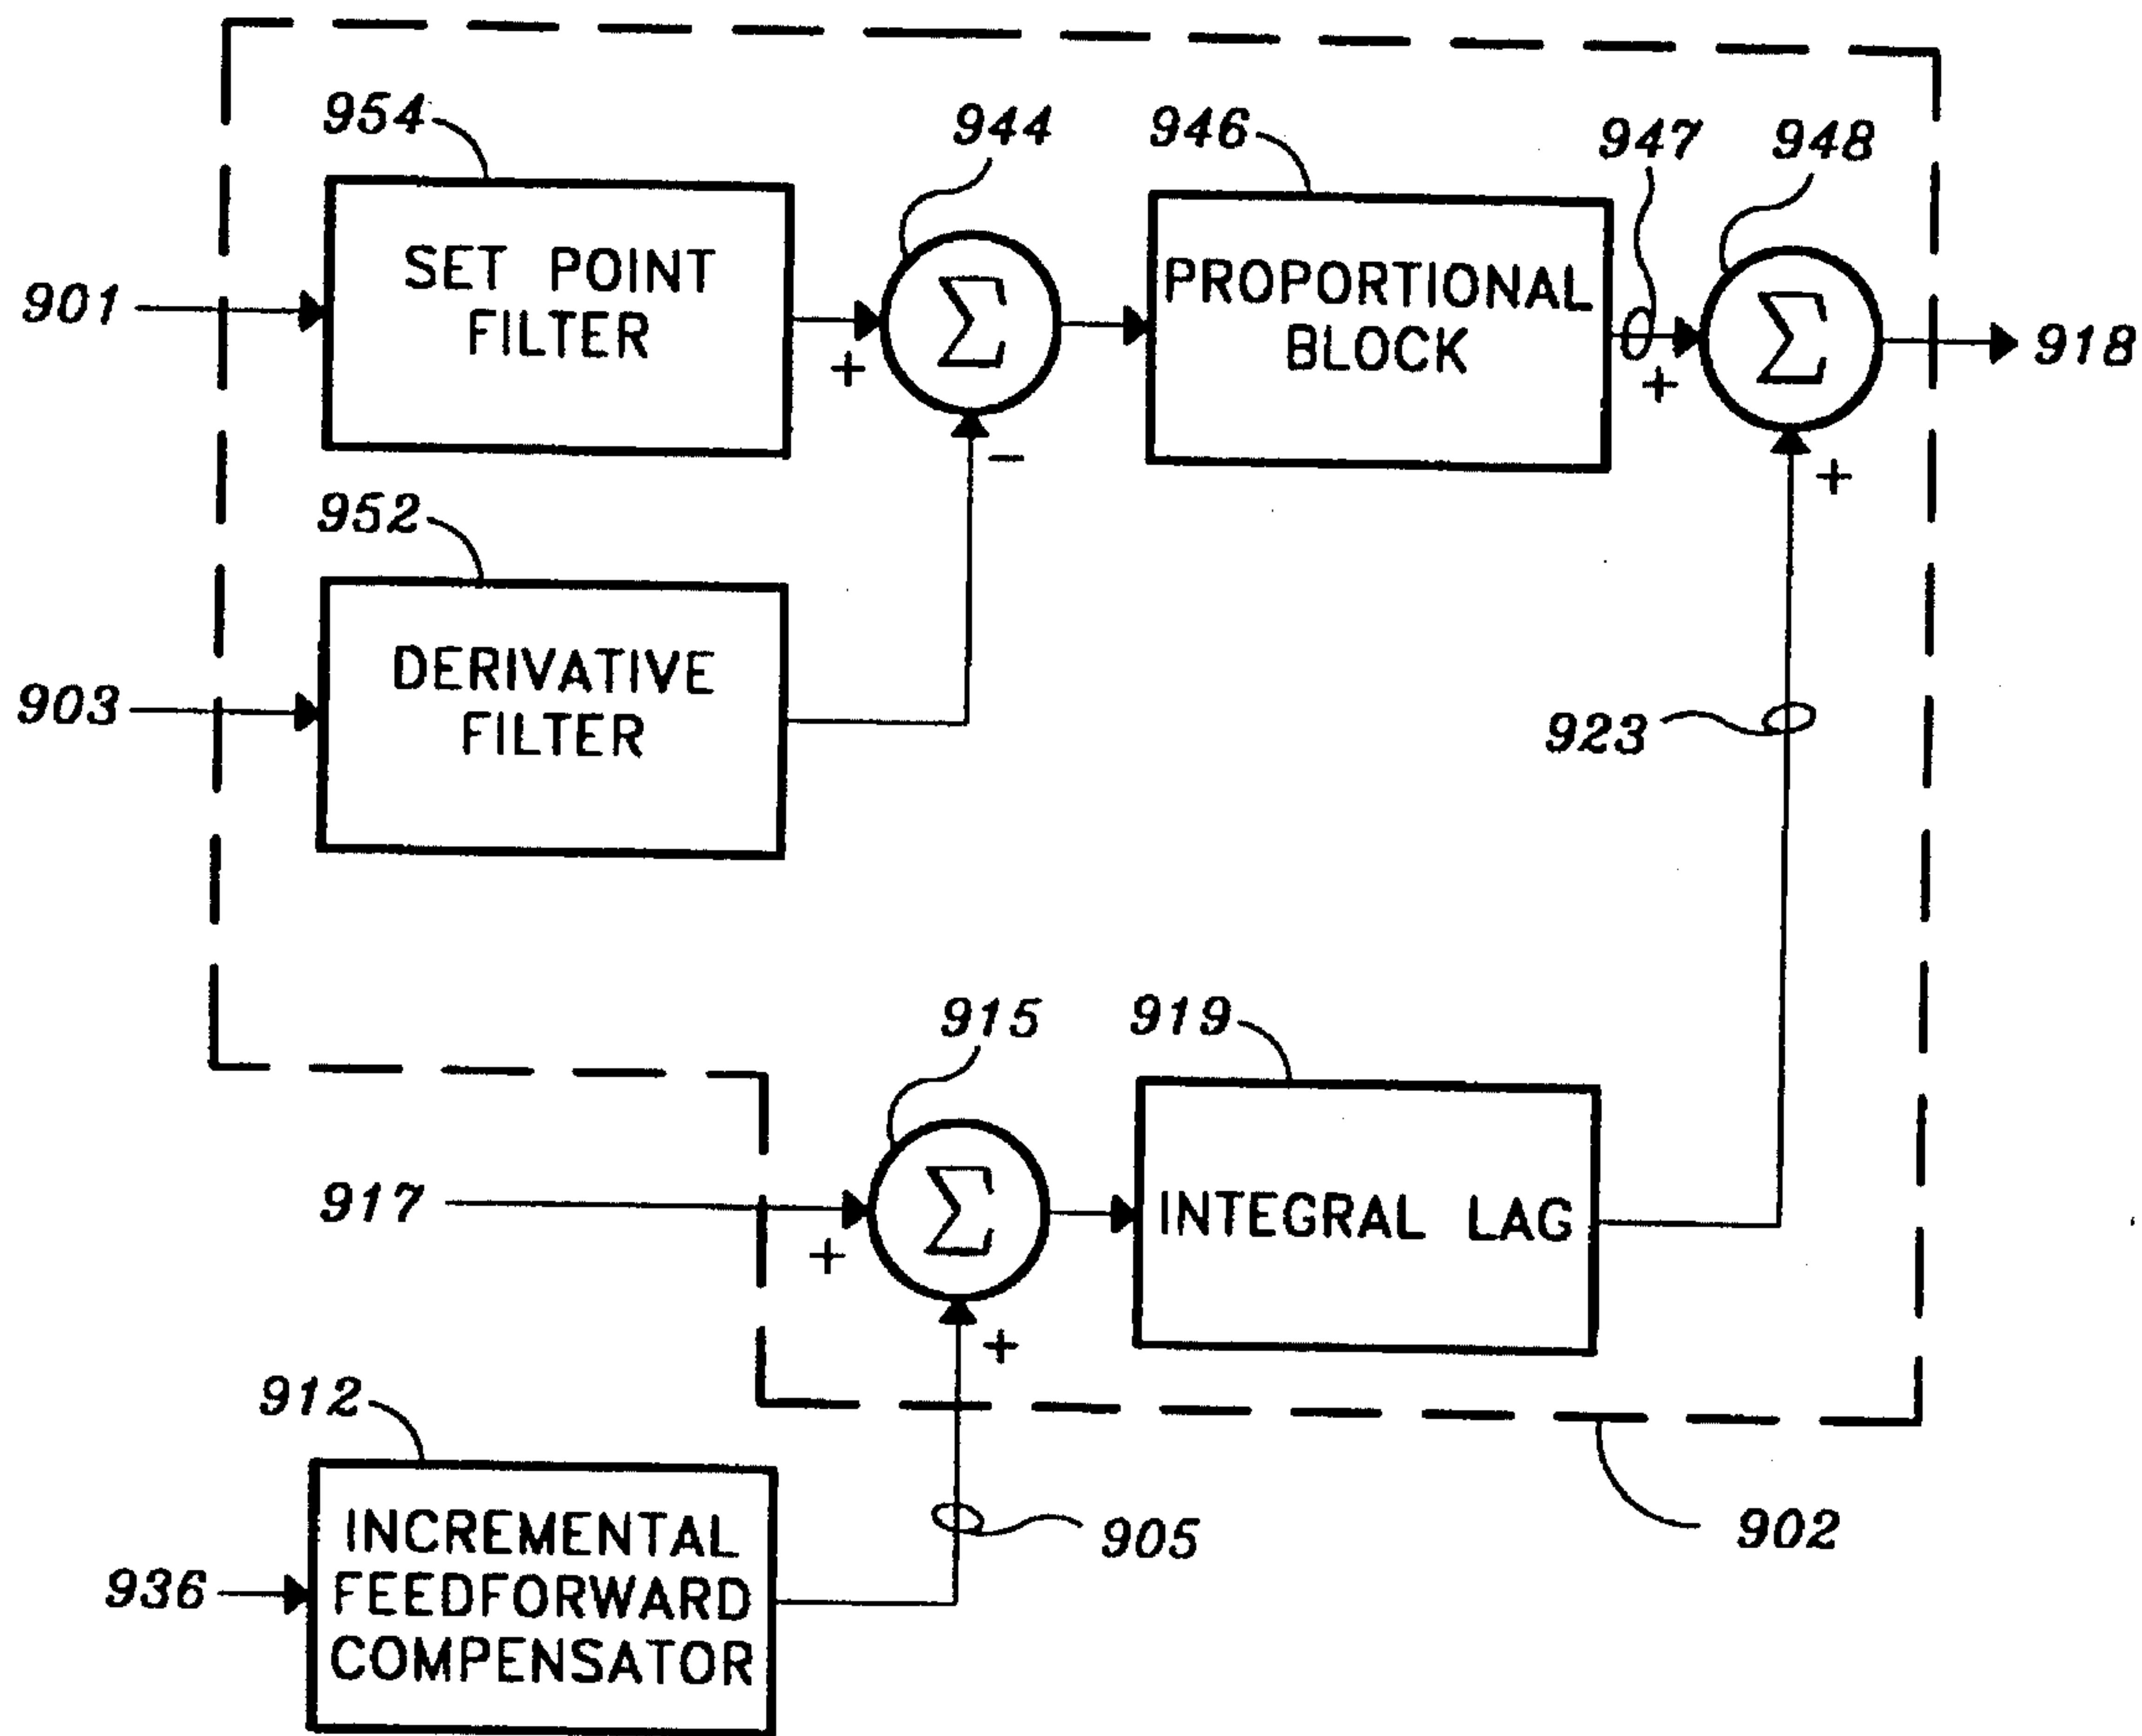 954
944
946
947
948
SET POINT
FILTER
Σ
PROPORTIONAL
BLOCK
Σ
901
+
+
918
−
+
952
DERIVATIVE
FILTER
903
923
915
919
917
Σ
INTEGRAL LAG
+
+
912
INCREMENTAL
FEEDFORWARD
COMPENSATOR
905
902
936